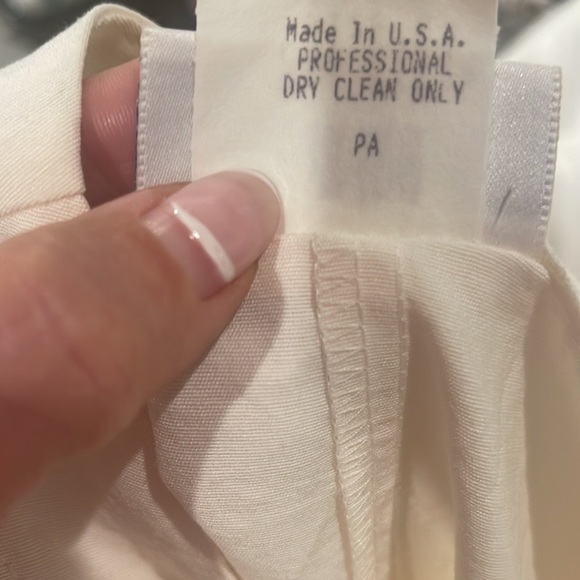 Made In U.S.A.
PROFESSIONAL
DRY CLEAN ONLY
PA